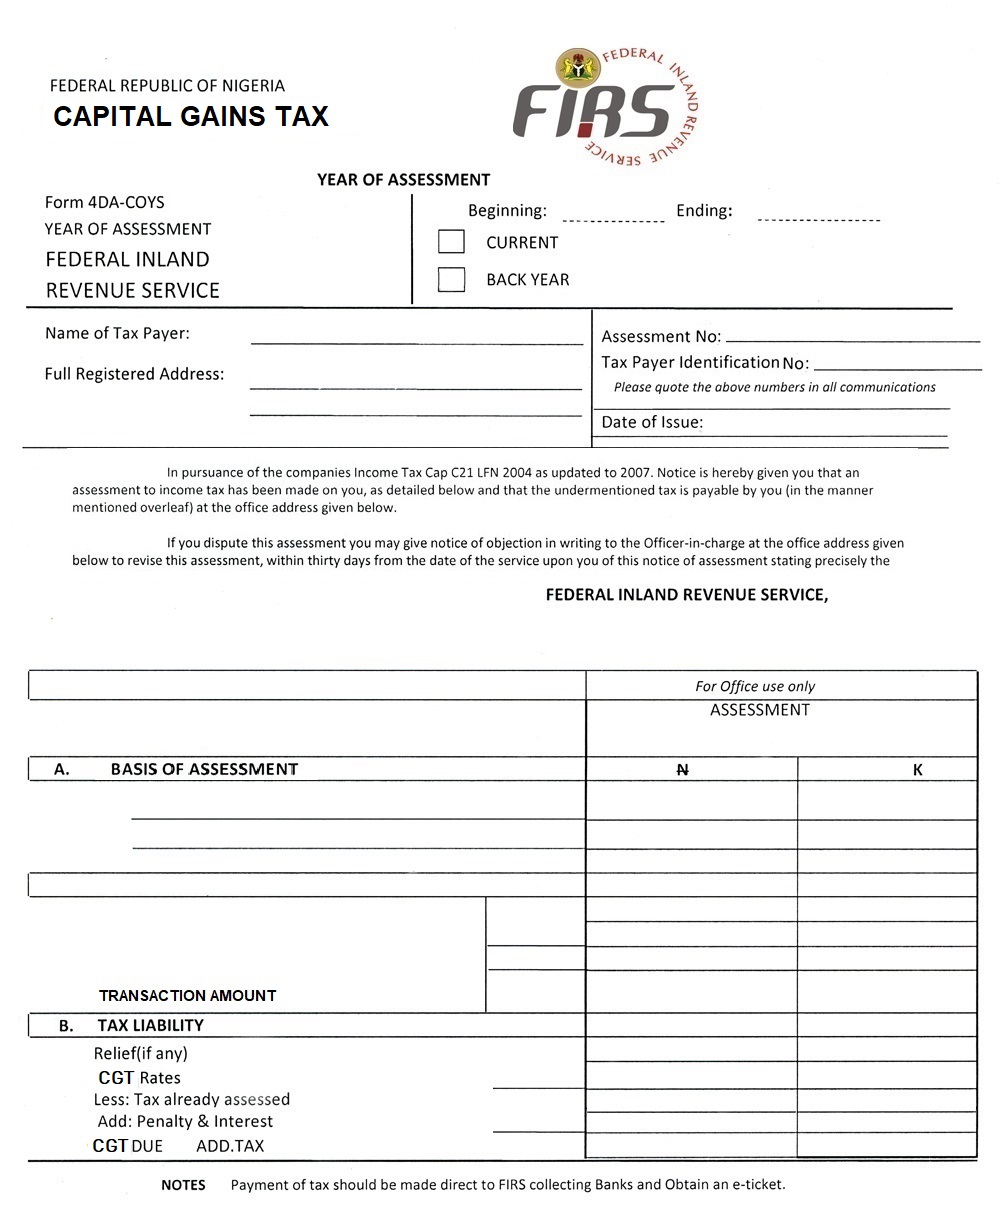 FEDERAL REPUBLIC OF NIGERIA
CAPITAL GAINS TAX
FIRS
FEDERAL INLAND REVENUE SERVICE
YEAR OF ASSESSMENT
Form 4DA-COYS
YEAR OF ASSESSMENT
FEDERAL INLAND
REVENUE SERVICE
Beginning: Ending:
CURRENT
BACK YEAR
Name of Tax Payer:
Full Registered Address:
Assessment No:
Tax Payer Identification No:
Please quote the above numbers in all communications
Date of Issue:
In pursuance of the companies Income Tax Cap C21 LFN 2004 as updated to 2007. Notice is hereby given you that an
assessment to income tax has been made on you, as detailed below and that the undermentioned tax is payable by you (in the manner
mentioned overleaf) at the office address given below.
If you dispute this assessment you may give notice of objection in writing to the Officer-in-charge at the office address given
below to revise this assessment, within thirty days from the date of the service upon you of this notice of assessment stating precisely the
FEDERAL INLAND REVENUE SERVICE,
For Office use only
ASSESSMENT
A. BASIS OF ASSESSMENT ₦ K
TRANSACTION AMOUNT
B. TAX LIABILITY
Relief(if any)
CGT Rates
Less: Tax already assessed
Add: Penalty & Interest
CGT DUE ADD.TAX
NOTES Payment of tax should be made direct to FIRS collecting Banks and Obtain an e-ticket.